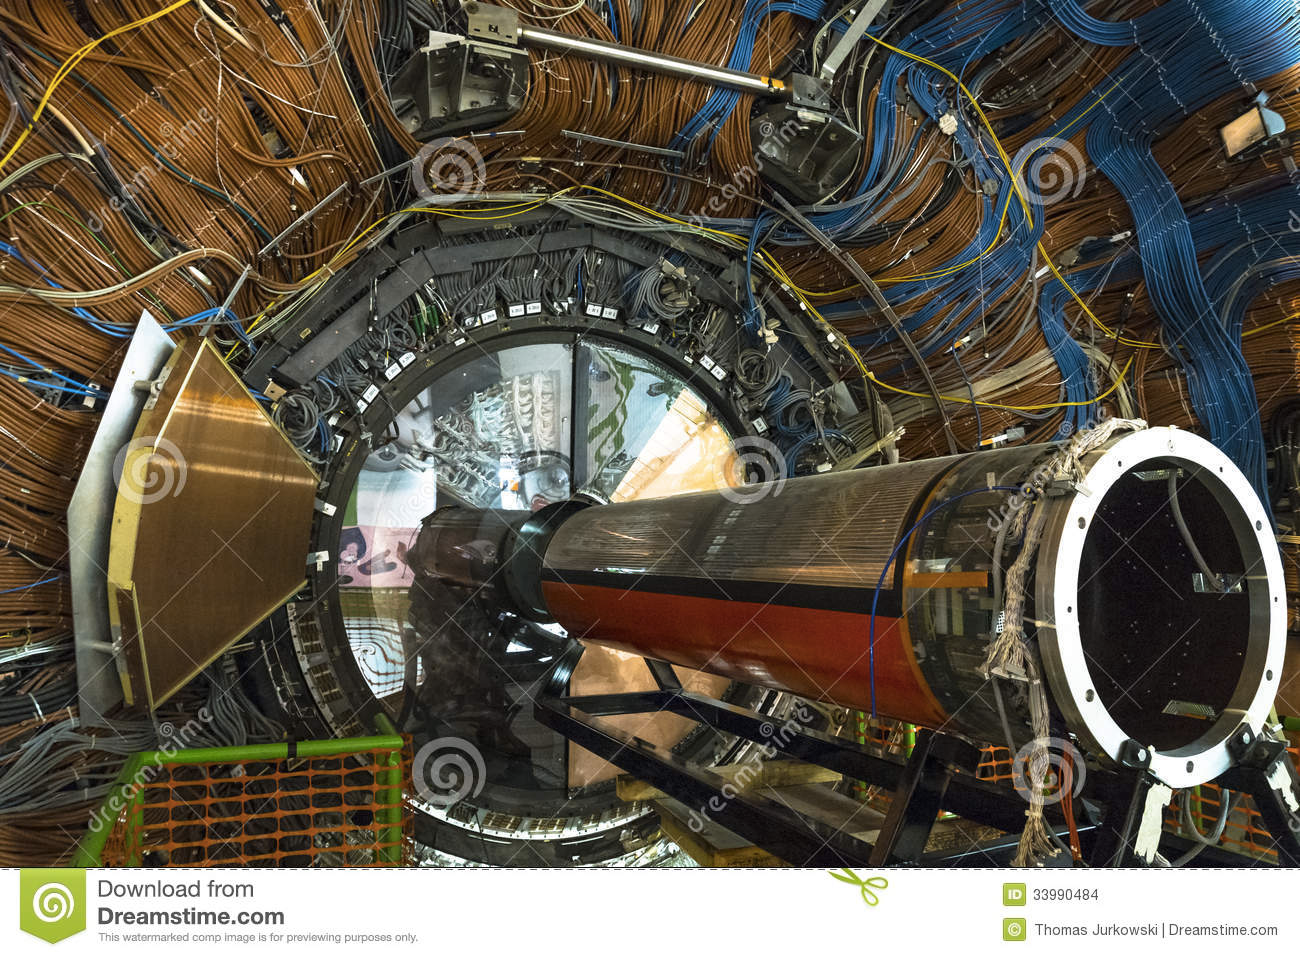 Download from
Dreamstime.com
This watermarked comp image is for previewing purposes only.
ID 33990484
© Thomas Jurkowski | Dreamstime.com